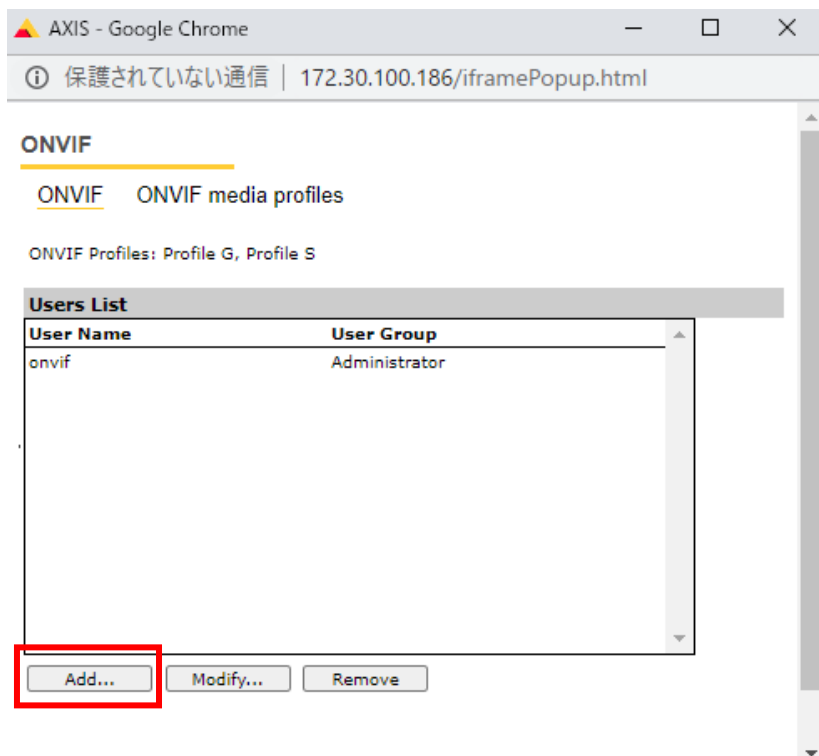 AXIS - Google Chrome
保護されていない通信 | 172.30.100.186/iframePopup.html
ONVIF
ONVIF ONVIF media profiles
ONVIF Profiles: Profile G, Profile S
Users List
User Name User Group
onvif Administrator
Add... Modify... Remove